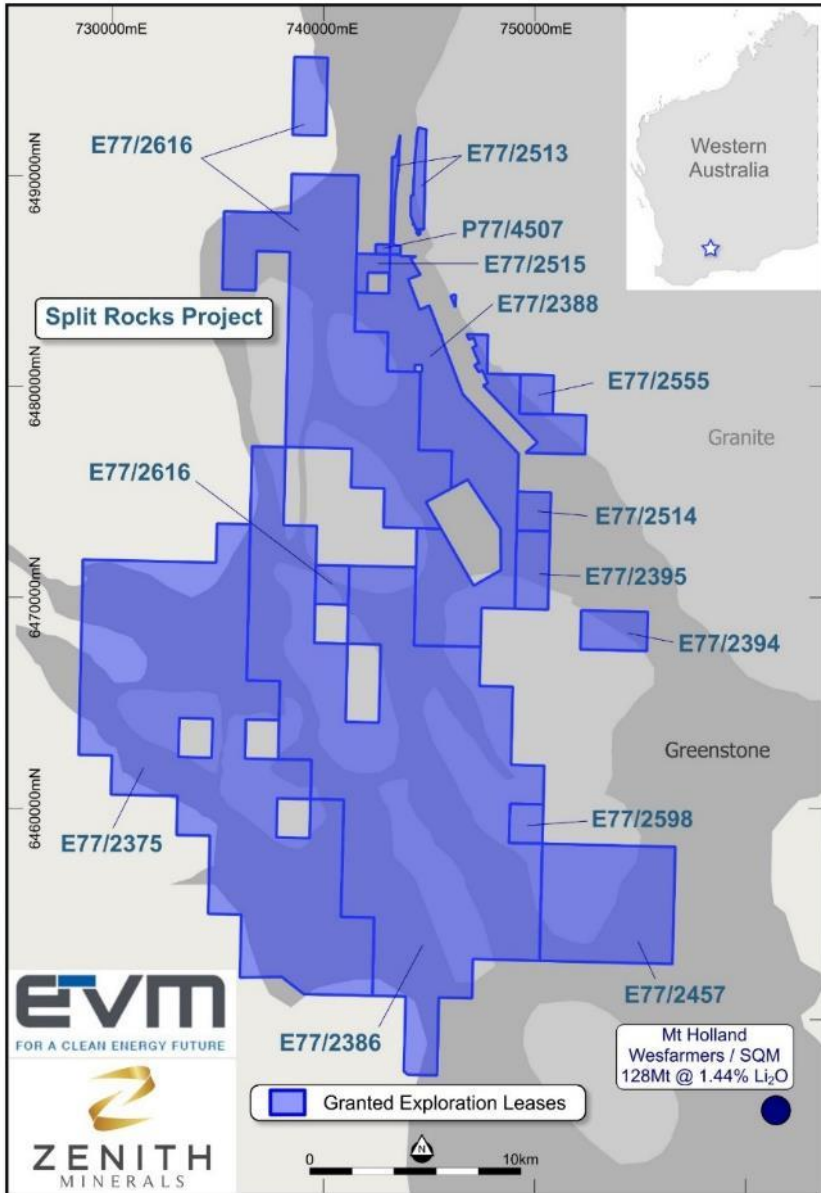 730000mE
740000mE
750000mE
6490000mN
6480000mN
6470000mN
6460000mN
Western
Australia
E77/2616
E77/2513
P77/4507
E77/2515
E77/2388
Split Rocks Project
E77/2555
Granite
E77/2616
E77/2514
E77/2395
E77/2394
Greenstone
E77/2598
E77/2375
E77/2457
E77/2386
EVM
FOR A CLEAN ENERGY FUTURE
Mt Holland
Wesfarmers / SQM
128Mt @ 1.44% Li₂O
Granted Exploration Leases
ZENITH
MINERALS
0
10km